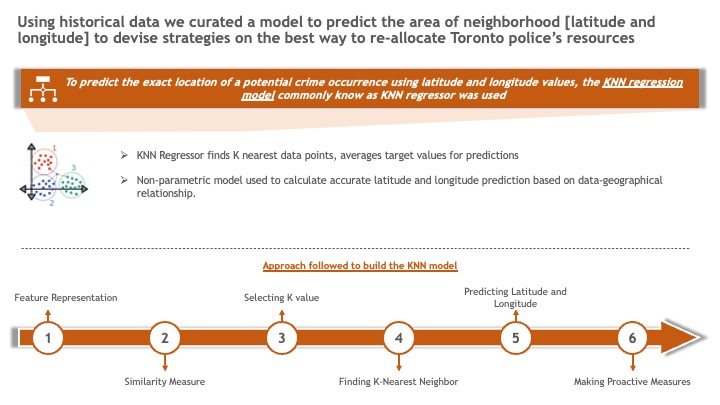 Using historical data we curated a model to predict the area of neighborhood [latitude and
longitude] to devise strategies on the best way to re-allocate Toronto police's resources
To predict the exact location of a potential crime occurrence using latitude and longitude values, the KNN regression
model commonly know as KNN regressor was used
1
3
2
➢ KNN Regressor finds K nearest data points, averages target values for predictions
➢ Non-parametric model used to calculate accurate latitude and longitude prediction based on data-geographical
relationship.
Approach followed to build the KNN model
Feature Representation
Selecting K value
Predicting Latitude and
Longitude
1
2
3
4
5
6
Similarity Measure
Finding K-Nearest Neighbor
Making Proactive Measures